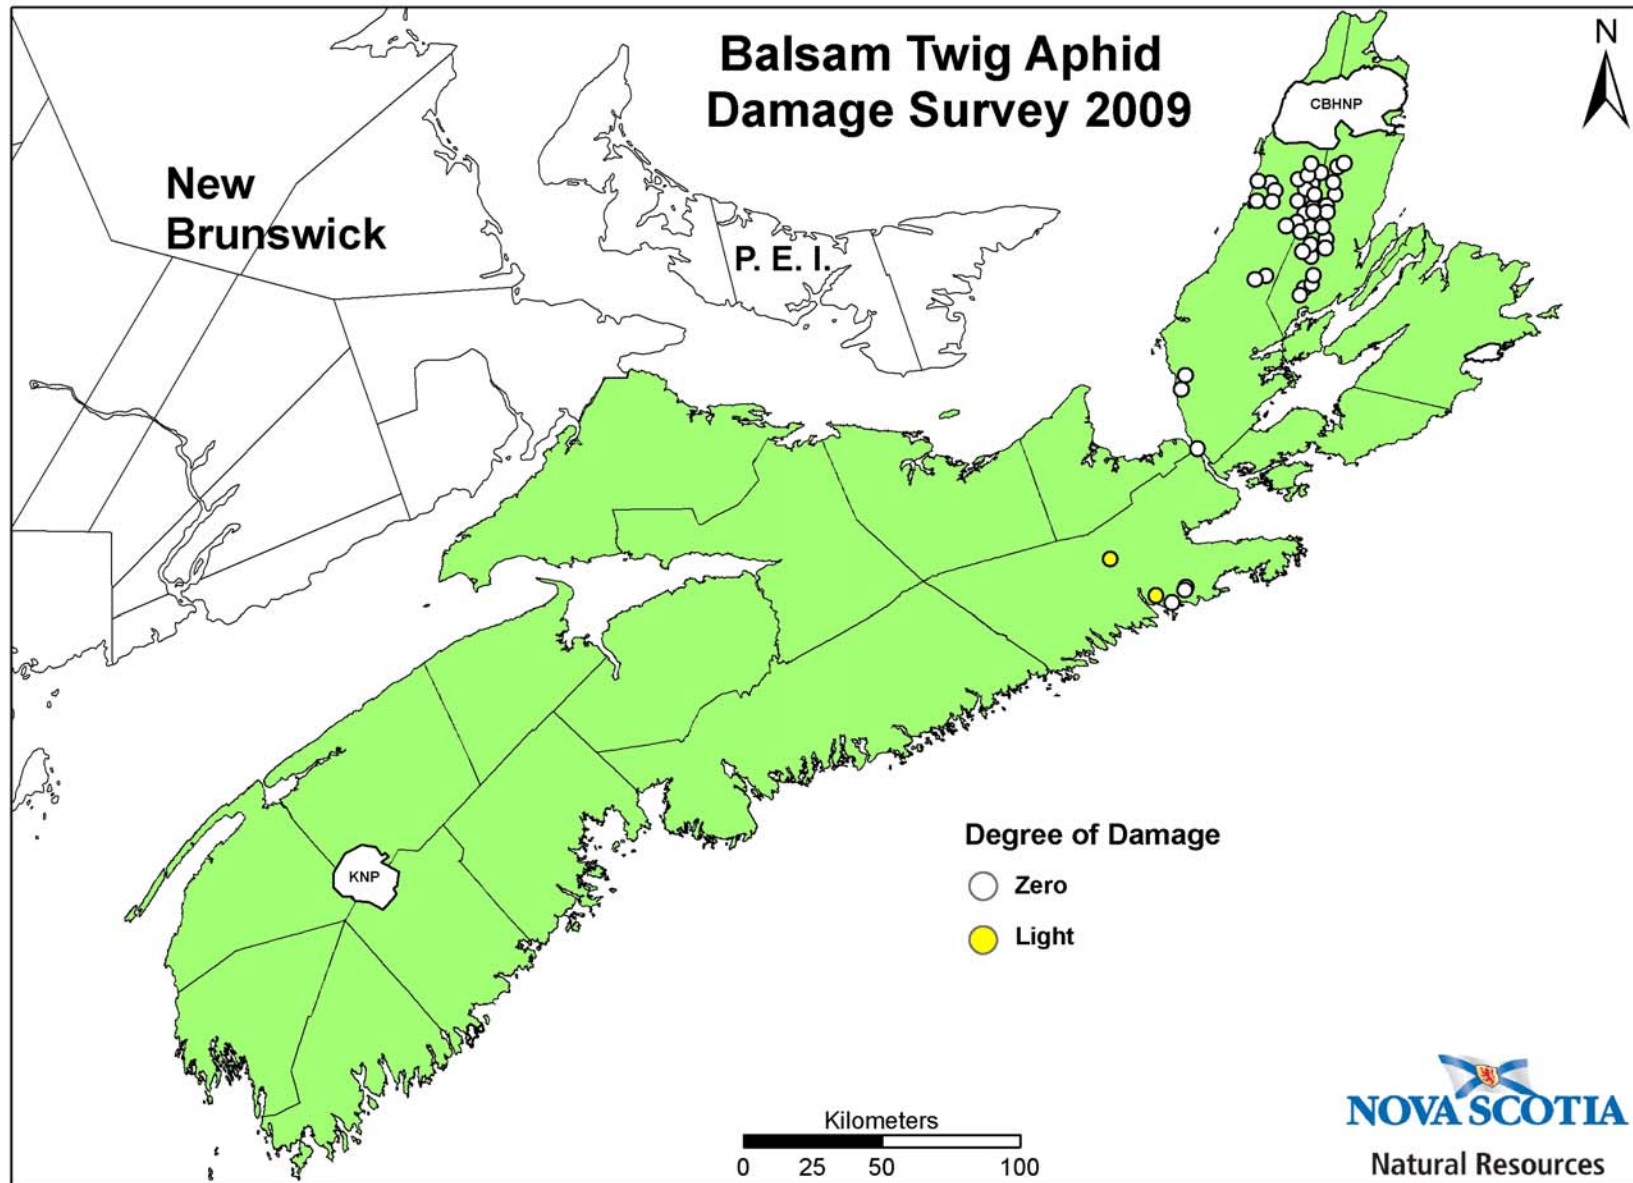 Balsam Twig Aphid
Damage Survey 2009
N
CBHNP
New
Brunswick
P. E. I.
KNP
Degree of Damage
Zero
Light
Kilometers
0 25 50 100
NOVA SCOTIA
Natural Resources